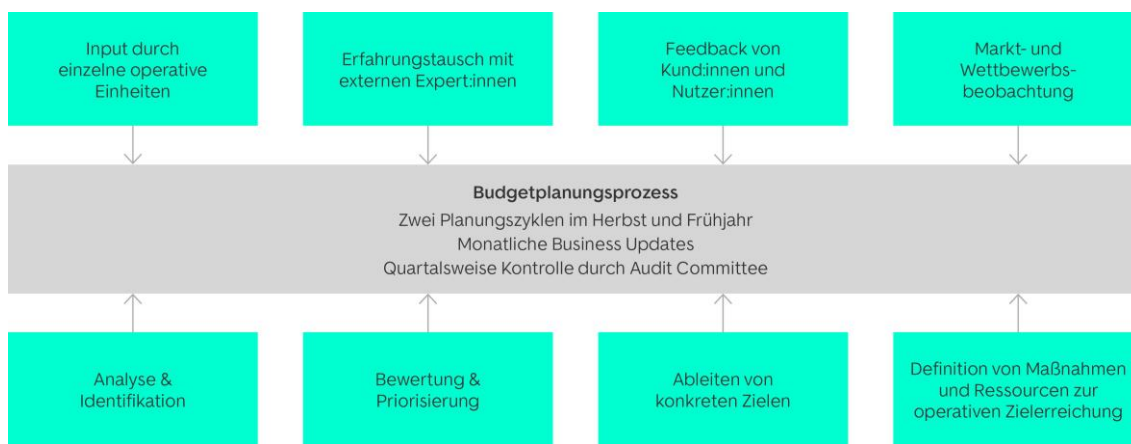 Input durch
einzelne operative
Einheiten
Erfahrungstausch mit
externen Expert:innen
Feedback von
Kund:innen und
Nutzer:innen
Markt- und
Wettbewerbs-
beobachtung
Budgetplanungsprozess
Zwei Planungszyklen im Herbst und Frühjahr
Monatliche Business Updates
Quartalsweise Kontrolle durch Audit Committee
Analyse &
Identifikation
Bewertung &
Priorisierung
Ableiten von
konkreten Zielen
Definition von Maßnahmen
und Ressourcen zur
operativen Zielerreichung